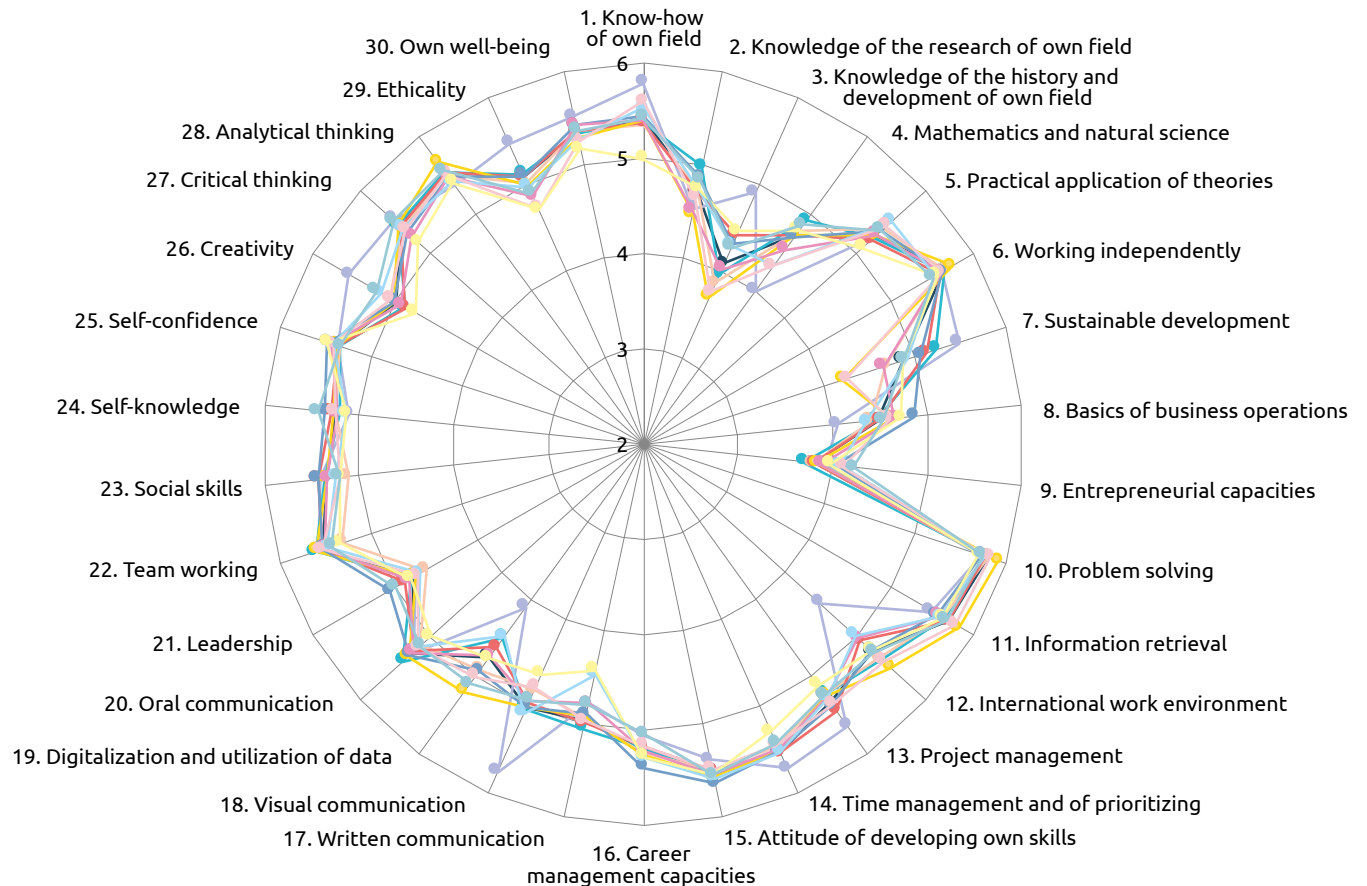 1. Know-how
of own field
2. Knowledge of the research of own field
3. Knowledge of the history and
development of own field
4. Mathematics and natural science
5. Practical application of theories
6. Working independently
7. Sustainable development
8. Basics of business operations
9. Entrepreneurial capacities
10. Problem solving
11. Information retrieval
12. International work environment
13. Project management
14. Time management and of prioritizing
15. Attitude of developing own skills
16. Career
management capacities
17. Written communication
18. Visual communication
19. Digitalization and utilization of data
20. Oral communication
21. Leadership
22. Team working
23. Social skills
24. Self-knowledge
25. Self-confidence
26. Creativity
27. Critical thinking
28. Analytical thinking
29. Ethicality
30. Own well-being
6
5
4
3
2